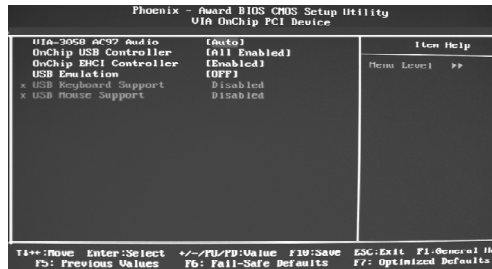 Phoenix - Award BIOS CMOS Setup Utility
VIA OnChip PCI Device
VIA-3058 AC97 Audio [Auto]
OnChip USB Controller [All Enabled]
OnChip EHCI Controller [Enabled]
USB Emulation [OFF]
x USB Keyboard Support Disabled
x USB Mouse Support Disabled
Item Help
Menu Level ▸▸
↑↓→←:Move Enter:Select +/-/PU/PD:Value F10:Save ESC:Exit F1:General
F5: Previous Values F6: Fail-Safe Defaults F7: Optimized Defaults